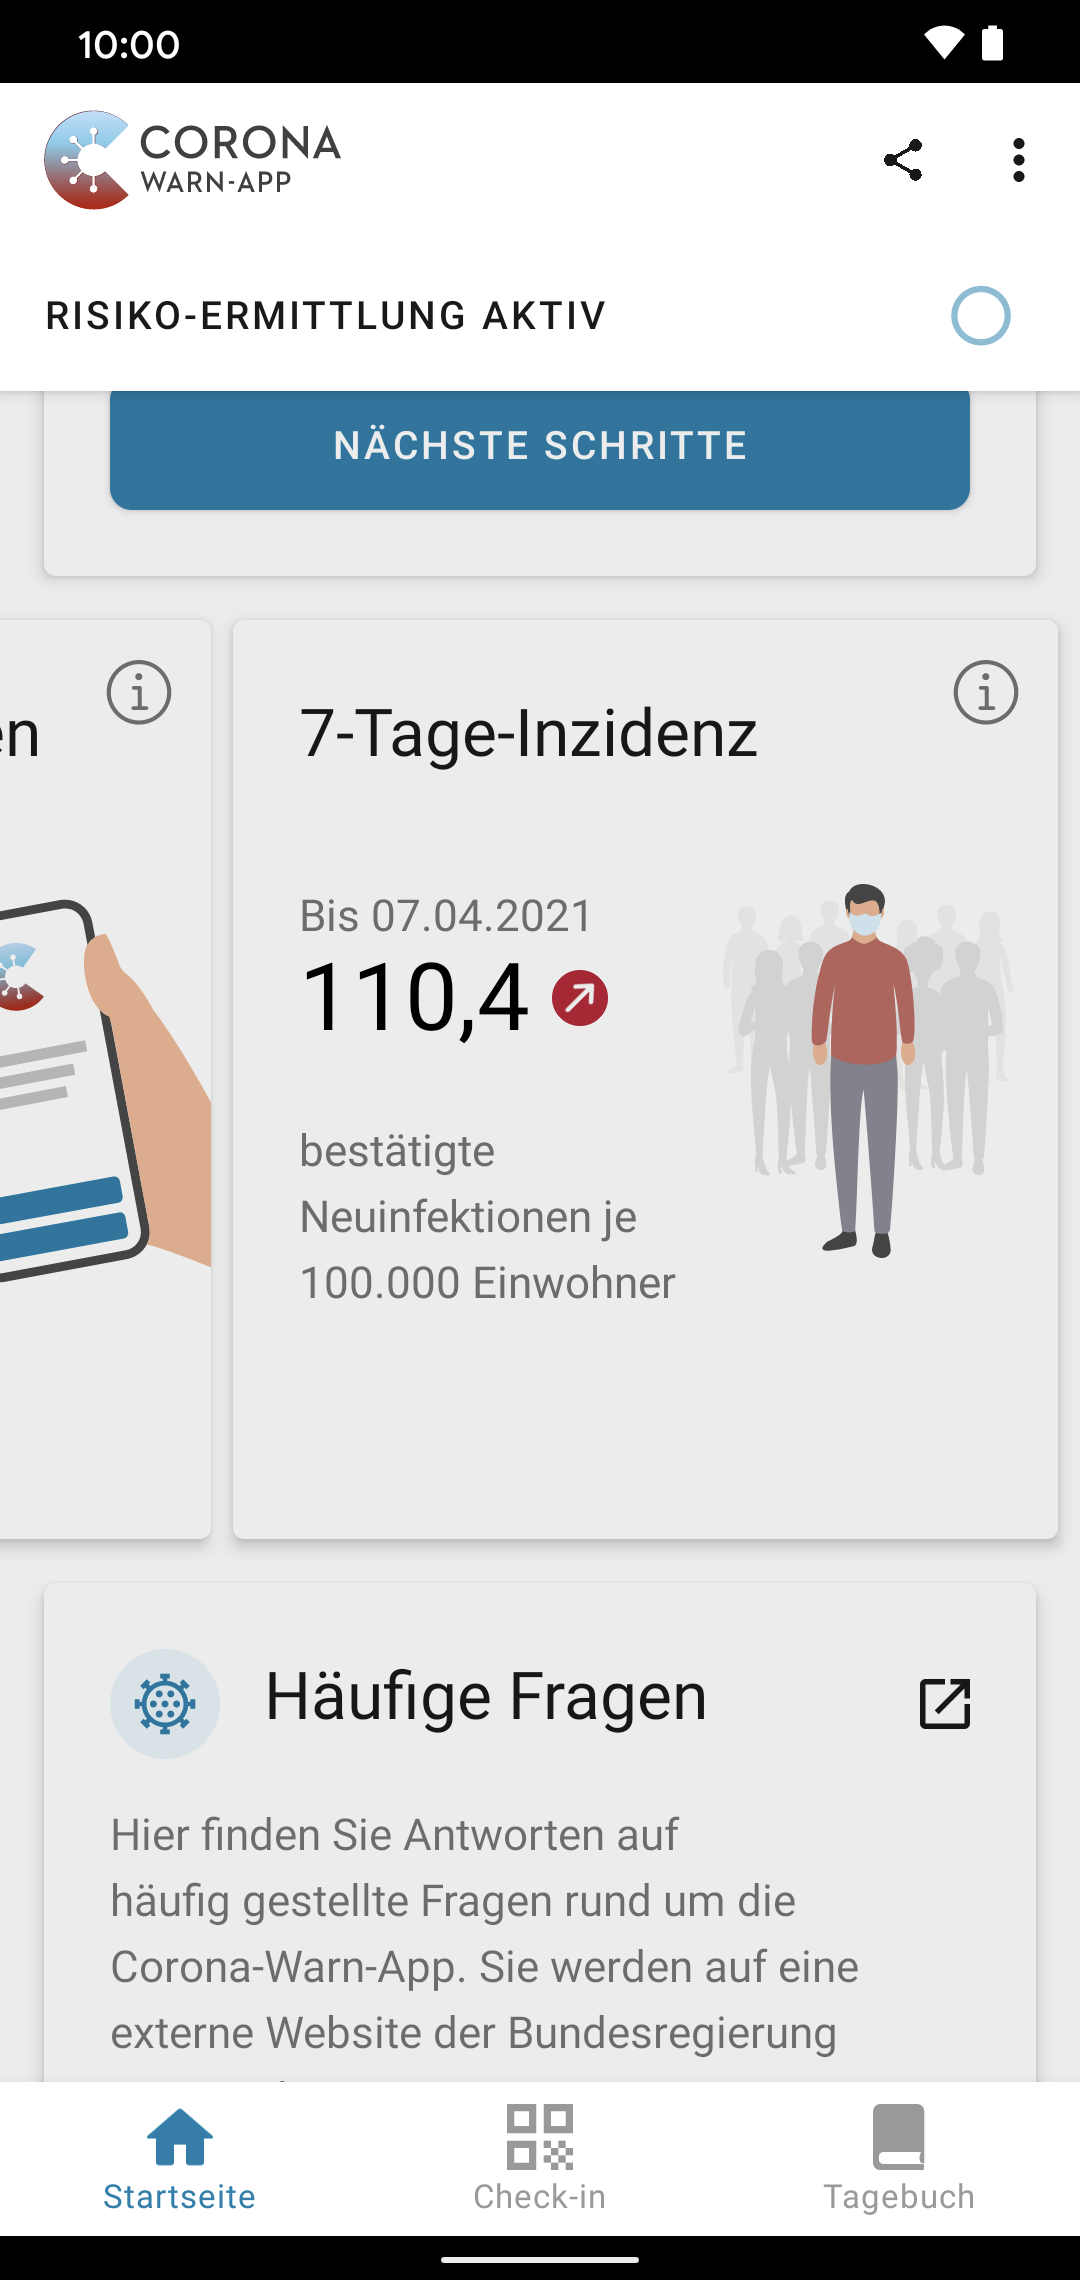 10:00
CORONA
WARN-APP
RISIKO-ERMITTLUNG AKTIV
NÄCHSTE SCHRITTE
en
7-Tage-Inzidenz
Bis 07.04.2021
110,4
bestätigte
Neuinfektionen je
100.000 Einwohner
Häufige Fragen
Hier finden Sie Antworten auf
häufig gestellte Fragen rund um die
Corona-Warn-App. Sie werden auf eine
externe Website der Bundesregierung
Startseite
Check-in
Tagebuch